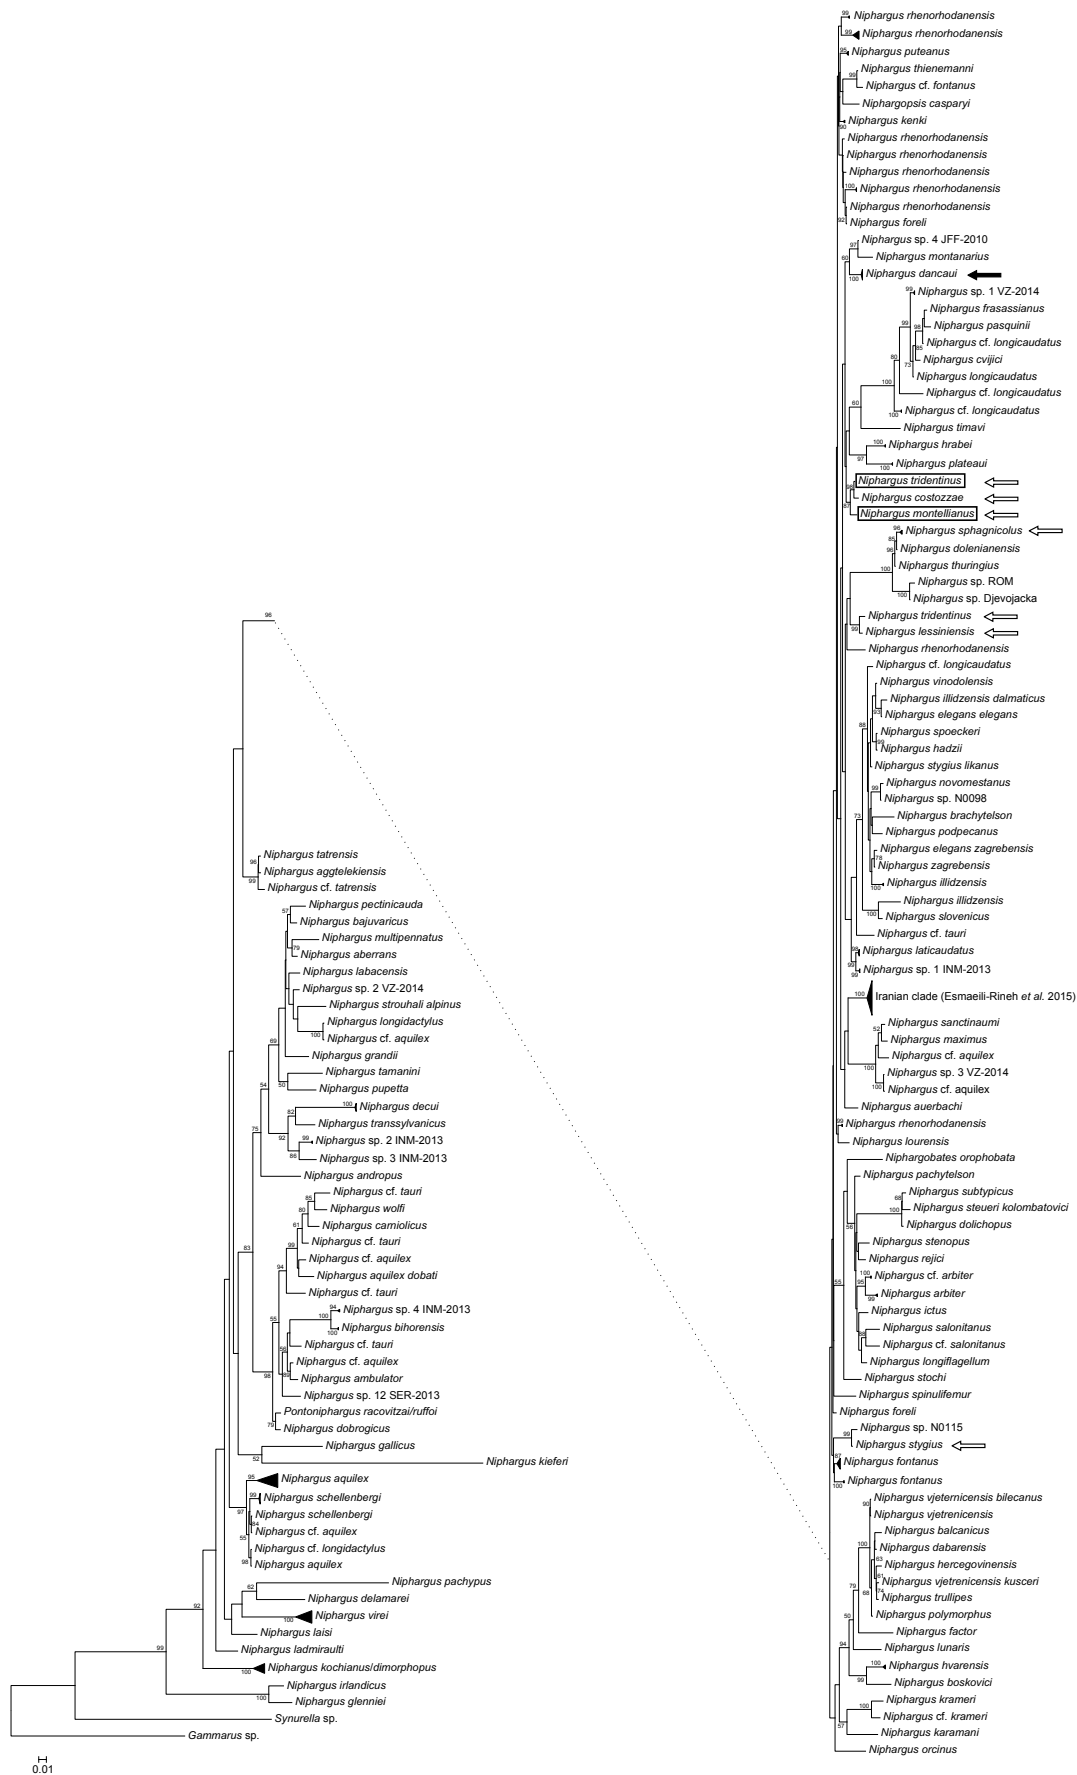 Niphargus rhenorhodanensis
Niphargus rhenorhodanensis
Niphargus puteanus
Niphargus thienemanni
Niphargus cf. fontanus
Niphargopsis casparyi
Niphargus kenki
Niphargus rhenorhodanensis
Niphargus rhenorhodanensis
Niphargus rhenorhodanensis
Niphargus rhenorhodanensis
Niphargus rhenorhodanensis
Niphargus foreli
Niphargus sp. 4 JFF-2010
Niphargus montanarius
Niphargus dancaui
Niphargus sp. 1 VZ-2014
Niphargus frasassianus
Niphargus pasquinii
Niphargus cf. longicaudatus
Niphargus cvijici
Niphargus longicaudatus
Niphargus cf. longicaudatus
Niphargus cf. longicaudatus
Niphargus timavi
Niphargus hrabei
Niphargus plateaui
Niphargus tridentinus
Niphargus costozzae
Niphargus montellianus
Niphargus sphagnicolus
Niphargus dolenianensis
Niphargus thuringius
Niphargus sp. ROM
Niphargus sp. Djevojacka
Niphargus tridentinus
Niphargus lessiniensis
Niphargus rhenorhodanensis
Niphargus cf. longicaudatus
Niphargus vinodolensis
Niphargus illidzensis dalmaticus
Niphargus elegans elegans
Niphargus spoeckeri
Niphargus hadzii
Niphargus stygius likanus
Niphargus novomestanus
Niphargus sp. N0098
Niphargus brachytelson
Niphargus podpecanus
Niphargus elegans zagrebensis
Niphargus zagrebensis
Niphargus illidzensis
Niphargus illidzensis
Niphargus slovenicus
Niphargus cf. tauri
Niphargus laticaudatus
Niphargus sp. 1 INM-2013
Iranian clade (Esmaeili-Rineh et al. 2015)
Niphargus sanctinaumi
Niphargus maximus
Niphargus cf. aquilex
Niphargus sp. 3 VZ-2014
Niphargus cf. aquilex
Niphargus auerbachi
Niphargus rhenorhodanensis
Niphargus lourensis
Niphargobates orophobata
Niphargus pachytelson
Niphargus subtypicus
Niphargus steueri kolombatovici
Niphargus dolichopus
Niphargus stenopus
Niphargus rejici
Niphargus cf. arbiter
Niphargus arbiter
Niphargus ictus
Niphargus salonitanus
Niphargus cf. salonitanus
Niphargus longiflagellum
Niphargus stochi
Niphargus spinulifemur
Niphargus foreli
Niphargus sp. N0115
Niphargus stygius
Niphargus fontanus
Niphargus fontanus
Niphargus vjeternicensis bilecanus
Niphargus vjetrenicensis
Niphargus balcanicus
Niphargus dabarensis
Niphargus hercegovinensis
Niphargus vjetrenicensis kusceri
Niphargus trullipes
Niphargus polymorphus
Niphargus factor
Niphargus lunaris
Niphargus hvarensis
Niphargus boskovici
Niphargus krameri
Niphargus cf. krameri
Niphargus karamani
Niphargus orcinus
Niphargus tatrensis
Niphargus aggtelekiensis
Niphargus cf. tatrensis
Niphargus pectinicauda
Niphargus bajuvaricus
Niphargus multipennatus
Niphargus aberrans
Niphargus labacensis
Niphargus sp. 2 VZ-2014
Niphargus strouhali alpinus
Niphargus longidactylus
Niphargus cf. aquilex
Niphargus grandii
Niphargus tamanini
Niphargus pupetta
Niphargus decui
Niphargus transsylvanicus
Niphargus sp. 2 INM-2013
Niphargus sp. 3 INM-2013
Niphargus andropus
Niphargus cf. tauri
Niphargus wolfi
Niphargus carniolicus
Niphargus cf. tauri
Niphargus cf. aquilex
Niphargus aquilex dobati
Niphargus cf. tauri
Niphargus sp. 4 INM-2013
Niphargus bihorensis
Niphargus cf. tauri
Niphargus cf. aquilex
Niphargus ambulator
Niphargus sp. 12 SER-2013
Pontoniphargus racovitzai/ruffoi
Niphargus dobrogicus
Niphargus gallicus
Niphargus kieferi
Niphargus aquilex
Niphargus schellenbergi
Niphargus schellenbergi
Niphargus cf. aquilex
Niphargus cf. longidactylus
Niphargus aquilex
Niphargus pachypus
Niphargus delamarei
Niphargus virei
Niphargus laisi
Niphargus ladmiraulti
Niphargus kochianus/dimorphopus
Niphargus irlandicus
Niphargus glenniei
Synurella sp.
Gammarus sp.
0.01